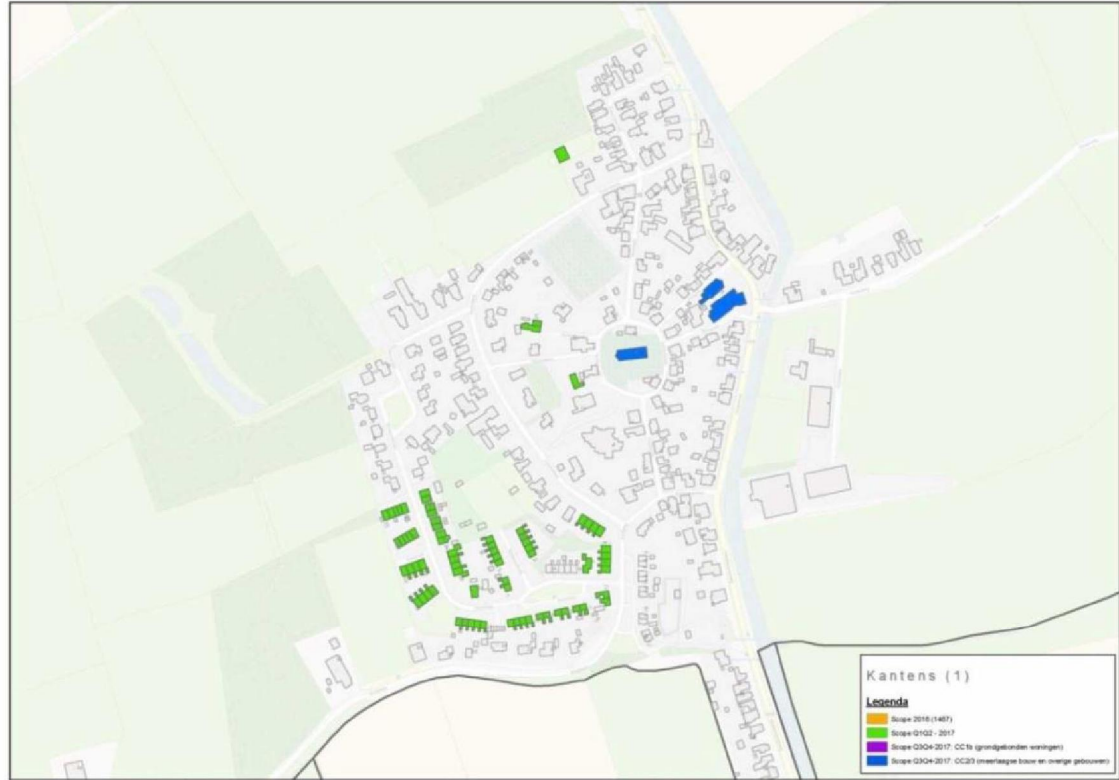 Kantens (1)
Legenda
Scope 2016 (1467)
Scope Q1Q2 - 2017
Scope Q3Q4-2017: CC1b (grondgebonden woningen)
Scope Q3Q4-2017: CC2/3 (meerlaagse bouw en overige gebouwen)